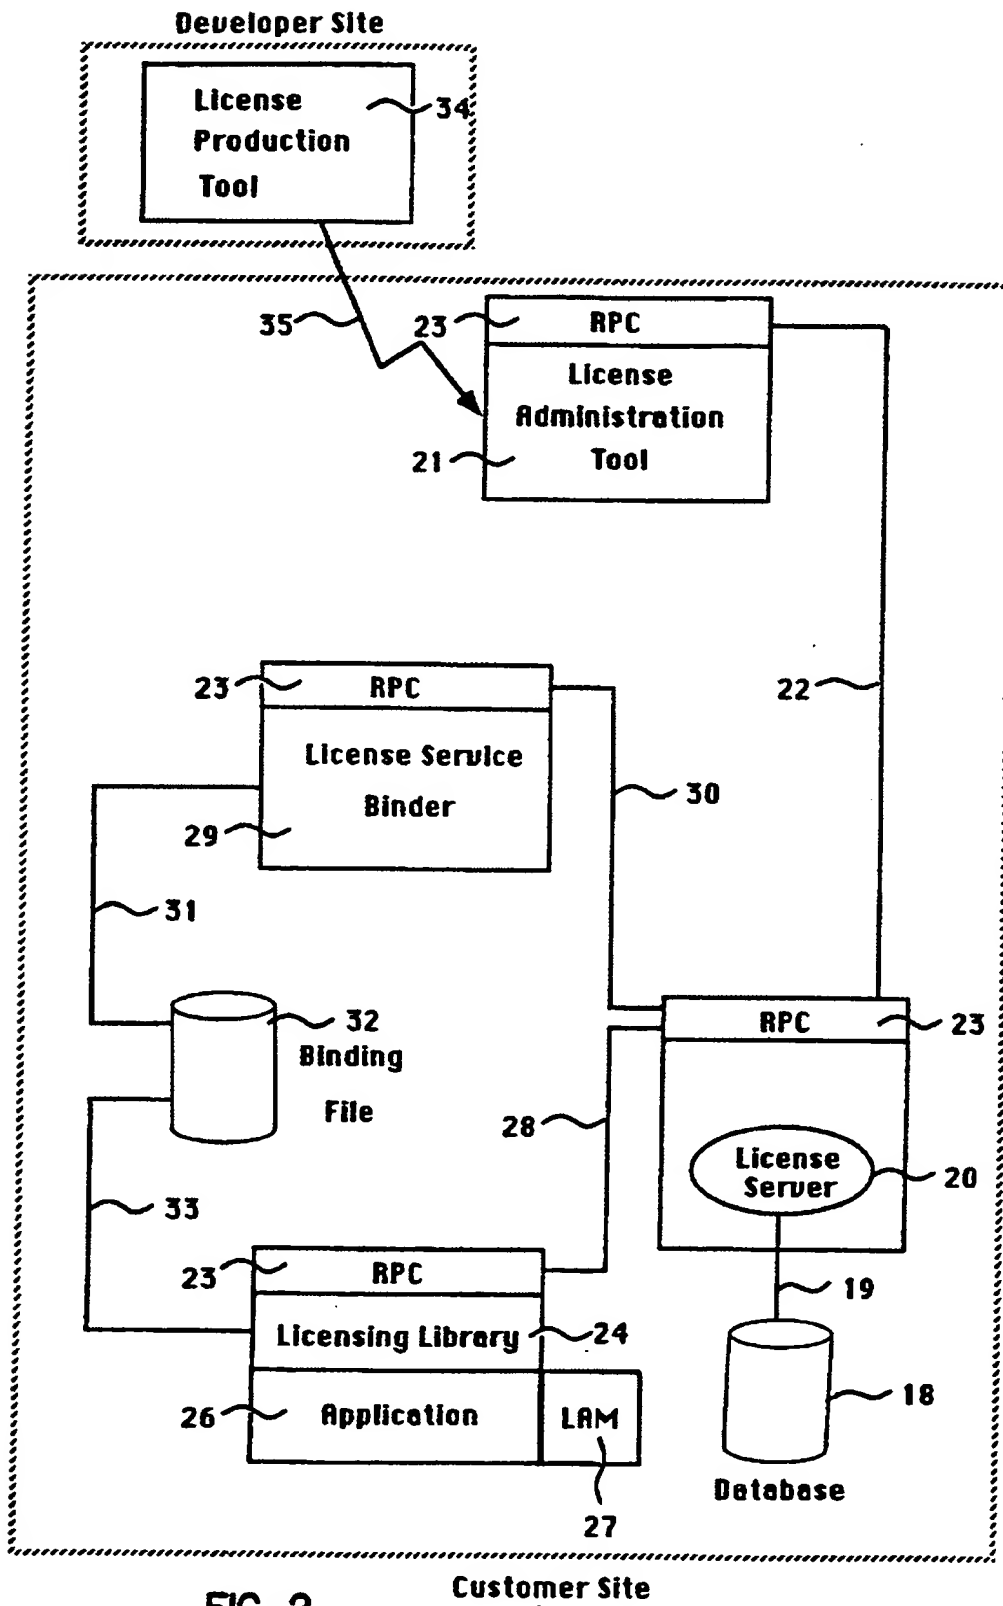 Developer Site
License
Production
Tool
34
35
23
RPC
License
Administration
Tool
21
22
23
RPC
License Service
Binder
29
30
31
32
Binding
File
RPC
23
28
License
Server
20
33
23
RPC
19
Licensing Library
24
18
26
Application
LAM
Database
27
Customer Site